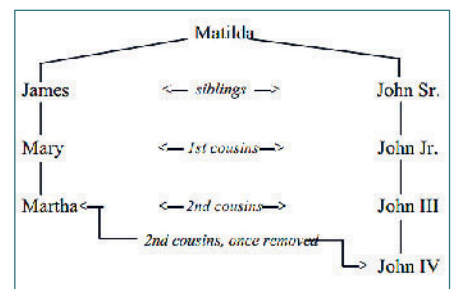 Matilda
James <— siblings —> John Sr.
Mary <— 1st cousins —> John Jr.
Martha <—2nd cousins—> John III
2nd cousins, once removed
John IV